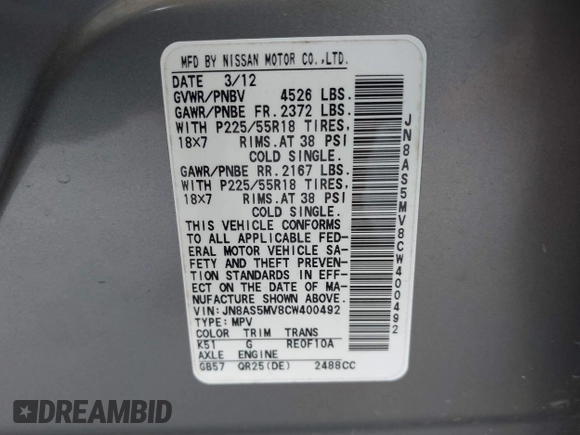 MFD BY NISSAN MOTOR CO.,LTD.
DATE 3/12
GVWR/PNBV 4526 LBS.
GAWR/PNBE FR. 2372 LBS.
WITH P225/55R18 TIRES,
18X7 RIMS.AT 38 PSI
COLD SINGLE.
GAWR/PNBE RR. 2167 LBS.
WITH P225/55R18 TIRES,
18X7 RIMS.AT 38 PSI
COLD SINGLE.
THIS VEHICLE CONFORMS
TO ALL APPLICABLE FED-
ERAL MOTOR VEHICLE SA-
FETY AND THEFT PREVEN-
TION STANDARDS IN EFF-
ECT ON THE DATE OF MA-
NUFACTURE SHOWN ABOVE.
VIN: JN8AS5MV8CW400492
TYPE: MPV
COLOR TRIM TRANS
K51 G RE0F10A
AXLE ENGINE
GB57 QR25(DE) 2488CC
JN8AS5MV8CW400492
DREAMBID